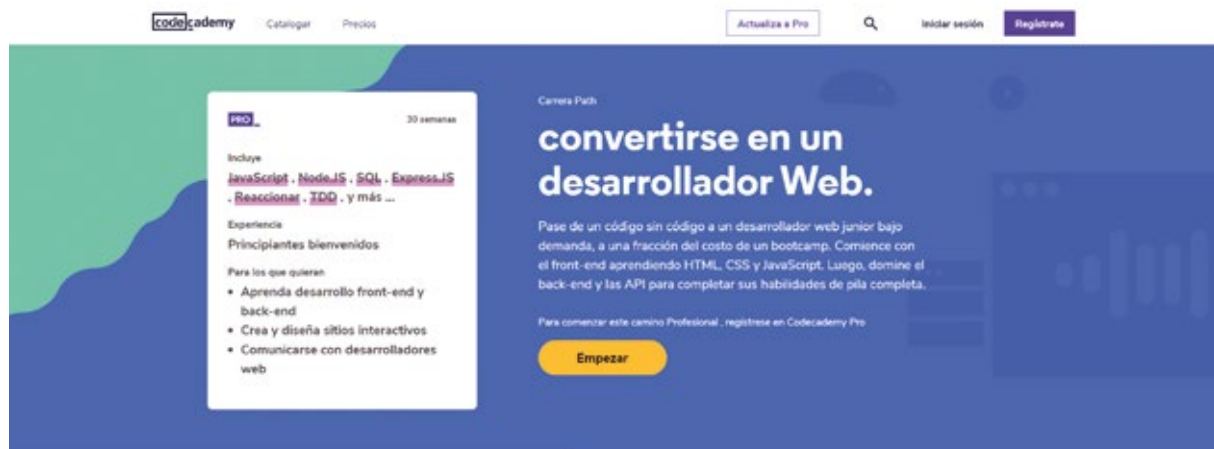 codecademy
Catalogar
Precios
Actualiza a Pro
Iniciar sesión
Regístrate
PRO_
30 semanas
Incluye
JavaScript . Node.JS . SQL . Express.JS
. Reaccionar . TDD . y más ...
Experiencia
Principiantes bienvenidos
Para los que quieran
• Aprenda desarrollo front-end y
back-end
• Crea y diseña sitios interactivos
• Comunicarse con desarrolladores
web
Carrera Path
convertirse en un
desarrollador Web.
Pase de un código sin código a un desarrollador web junior bajo
demanda, a una fracción del costo de un bootcamp. Comience con
el front-end aprendiendo HTML, CSS y JavaScript. Luego, domine el
back-end y las API para completar sus habilidades de pila completa.
Para comenzar este camino Profesional , regístrese en Codecademy Pro
Empezar